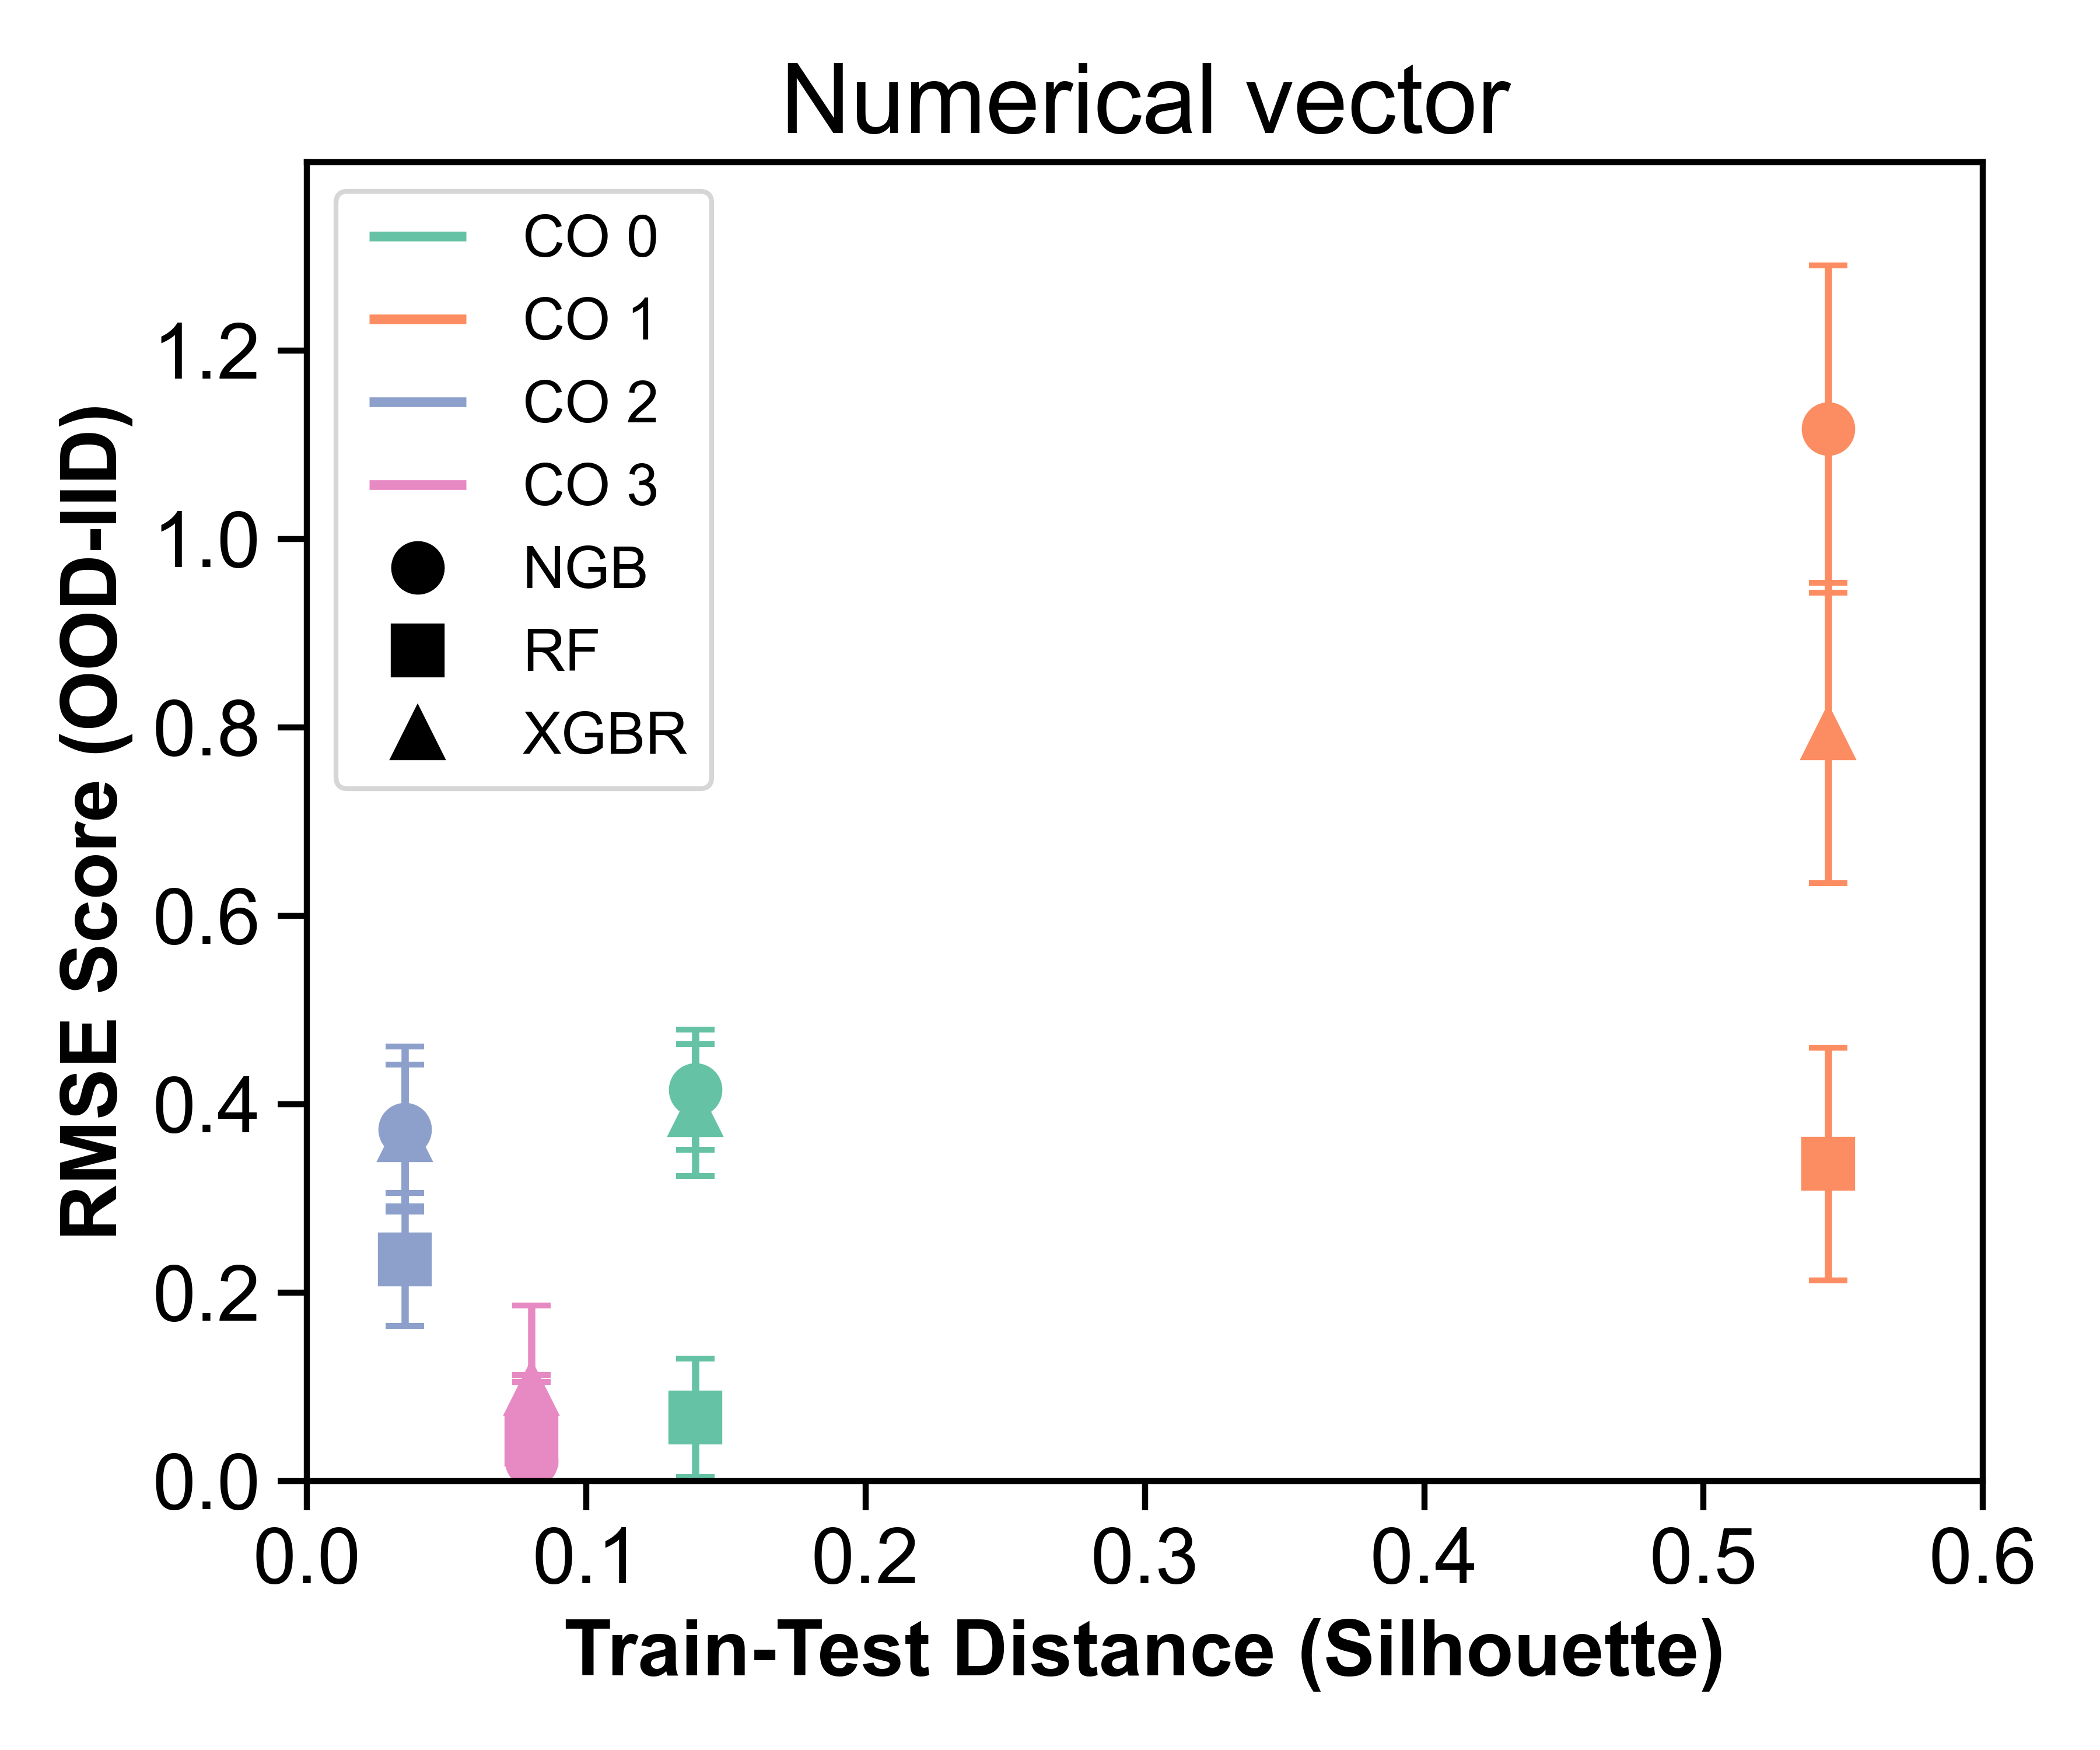 Numerical vector
CO 0
CO 1
CO 2
CO 3
NGB
RF
XGBR
RMSE Score (OOD-IID)
1.2
1.0
0.8
0.6
0.4
0.2
0.0
0.0 0.1 0.2 0.3 0.4 0.5 0.6
Train-Test Distance (Silhouette)